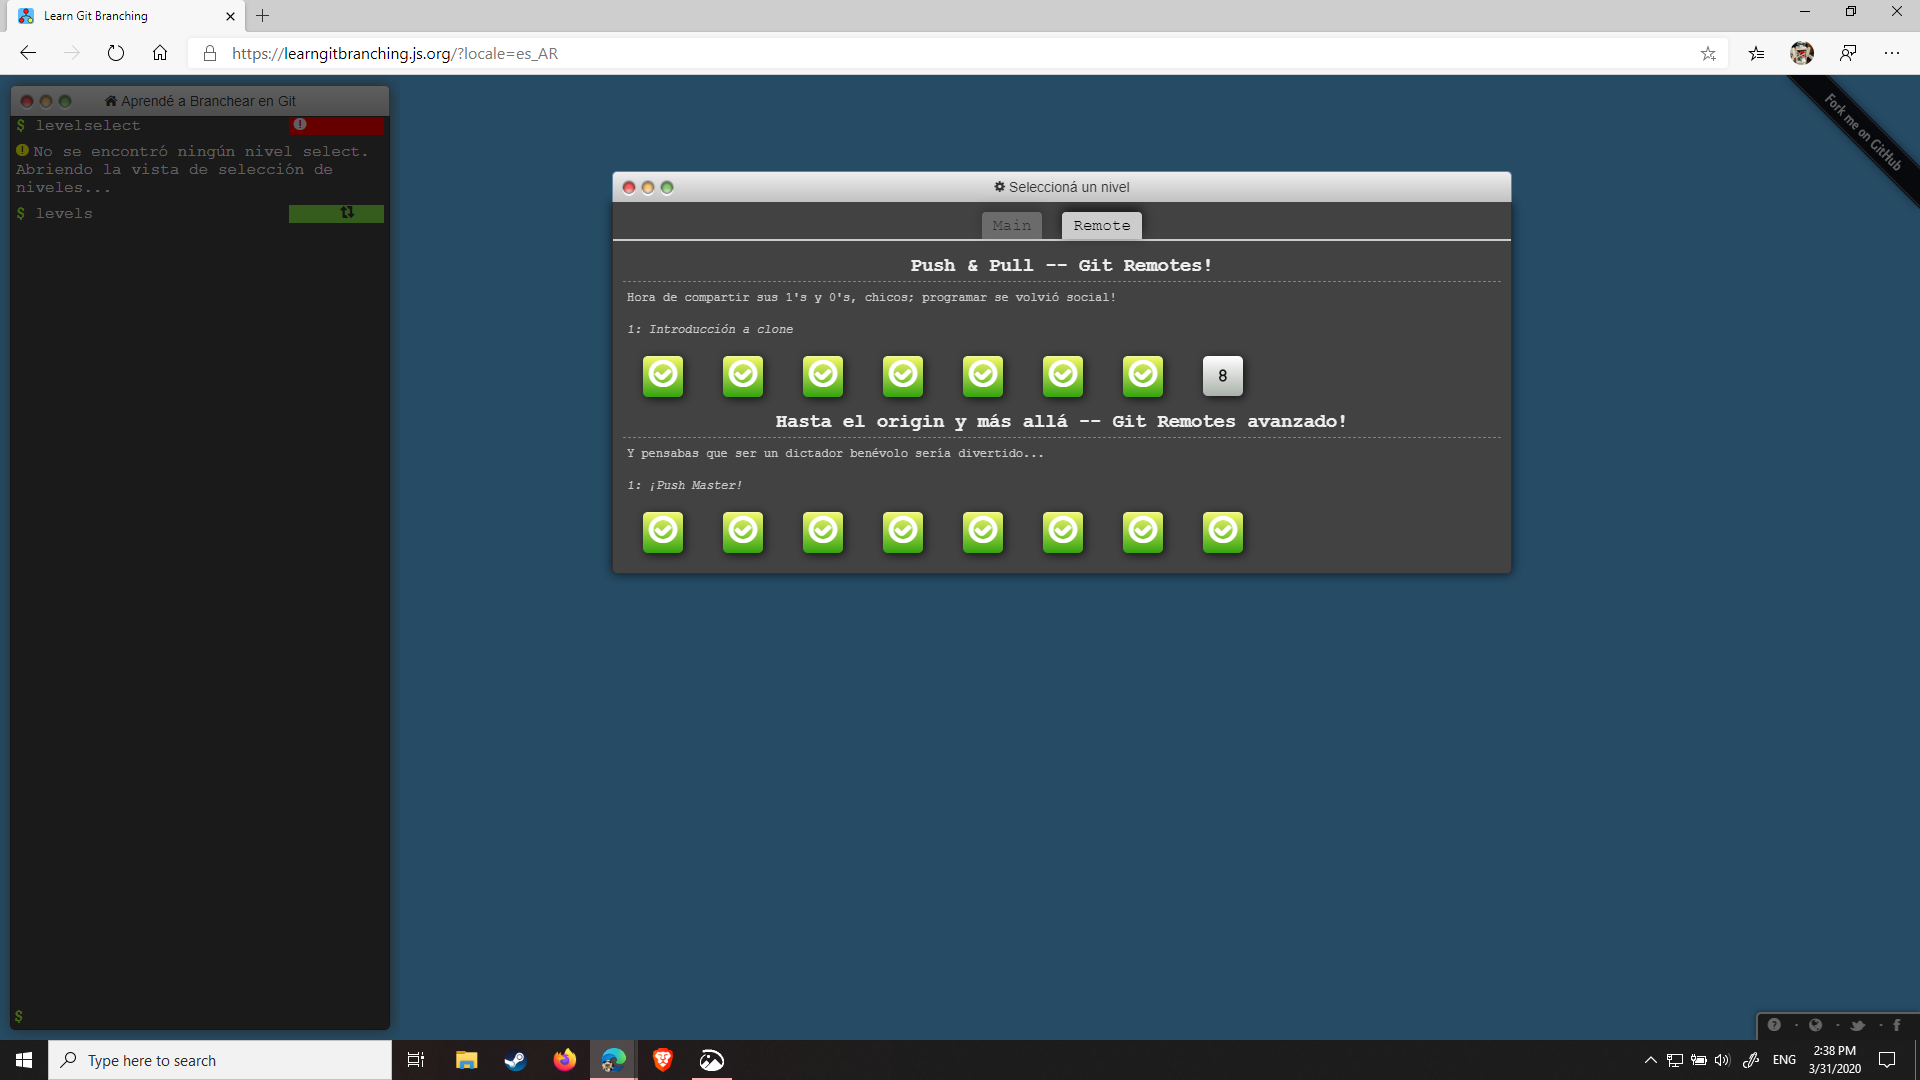 Learn Git Branching
https://learngitbranching.js.org/?locale=es_AR
Fork me on GitHub
Aprendé a Branchear en Git
$ levelselect
No se encontró ningún nivel select.
Abriendo la vista de selección de
niveles...
$ levels
$
Seleccioná un nivel
Main Remote
Push & Pull -- Git Remotes!
Hora de compartir sus 1's y 0's, chicos; programar se volvió social!
1: Introducción a clone
8
Hasta el origin y más allá -- Git Remotes avanzado!
Y pensabas que ser un dictador benévolo sería divertido...
1: ¡Push Master!
Type here to search
ENG
2:38 PM
3/31/2020